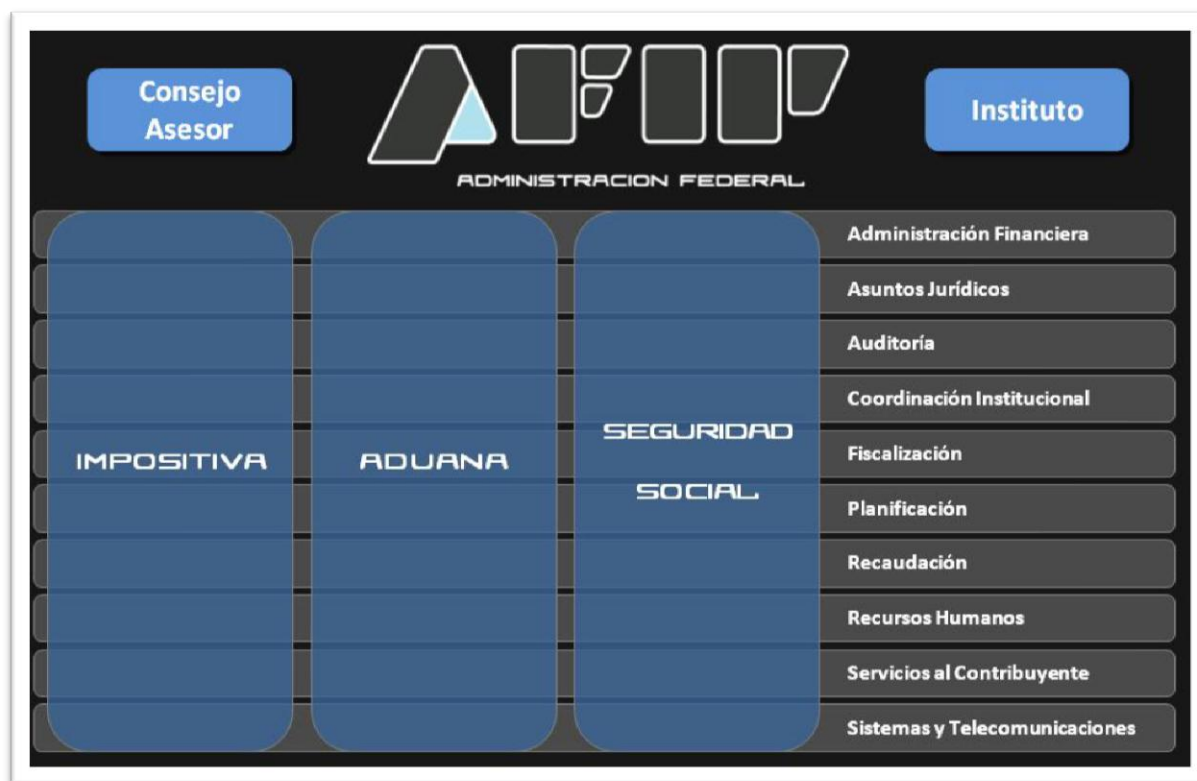 Consejo
Asesor
AFIP
Instituto
ADMINISTRACION FEDERAL
Administración Financiera
Asuntos Jurídicos
Auditoría
Coordinación Institucional
Fiscalización
Planificación
Recaudación
Recursos Humanos
Servicios al Contribuyente
Sistemas y Telecomunicaciones
IMPOSITIVA
ADUANA
SEGURIDAD
SOCIAL